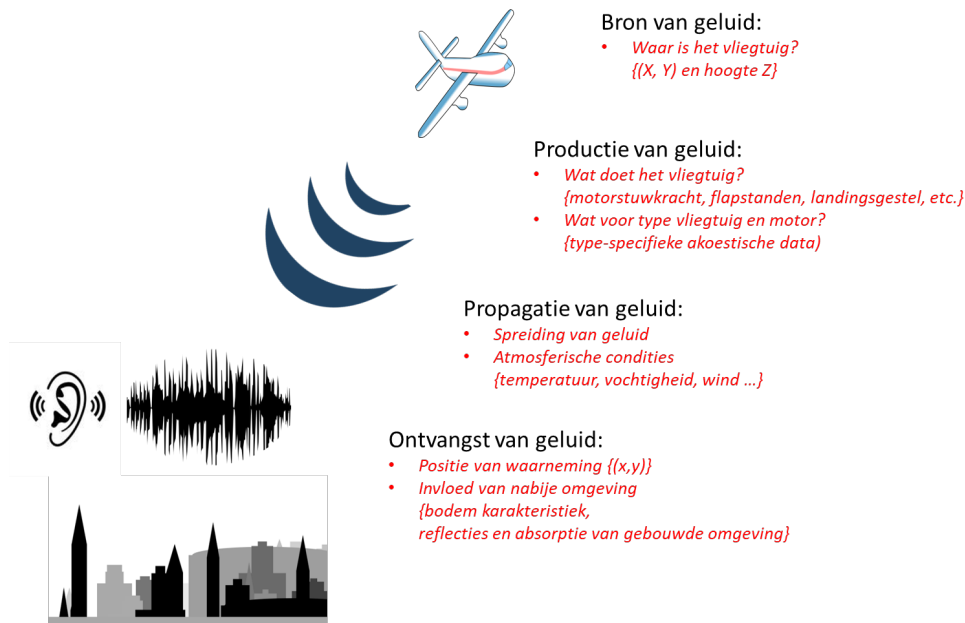 Bron van geluid:
• Waar is het vliegtuig?
{(X, Y) en hoogte Z}
Productie van geluid:
• Wat doet het vliegtuig?
{motorstuwkracht, flapstanden, landingsgestel, etc.}
• Wat voor type vliegtuig en motor?
{type-specifieke akoestische data)
Propagatie van geluid:
• Spreiding van geluid
• Atmosferische condities
{temperatuur, vochtigheid, wind ...}
Ontvangst van geluid:
• Positie van waarneming {(x,y)}
• Invloed van nabije omgeving
{bodem karakteristiek,
reflecties en absorptie van gebouwde omgeving}